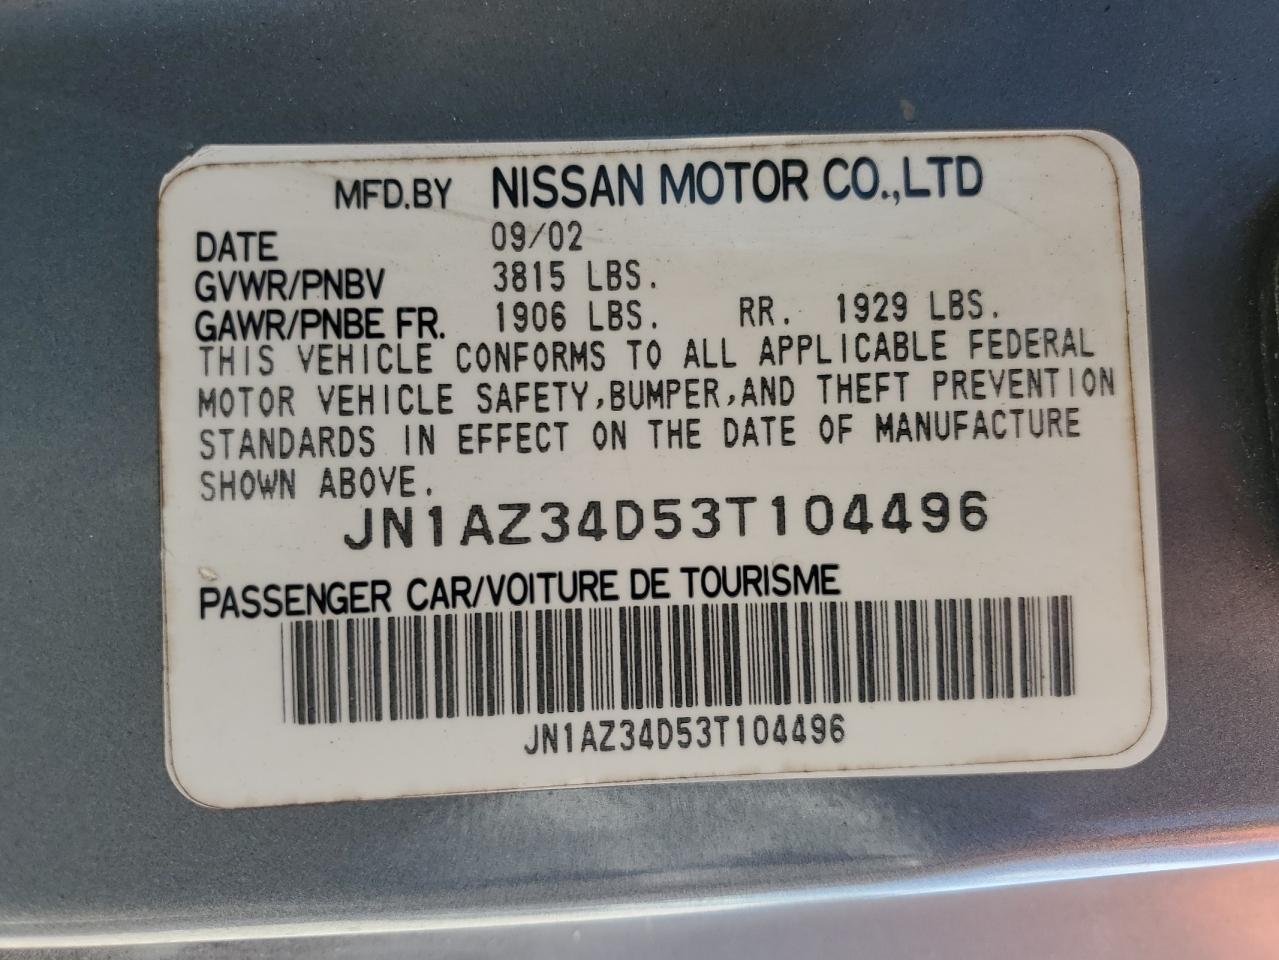 MFD.BY NISSAN MOTOR CO.,LTD
DATE 09/02
GVWR/PNBV 3815 LBS.
GAWR/PNBE FR. 1906 LBS. RR. 1929 LBS.
THIS VEHICLE CONFORMS TO ALL APPLICABLE FEDERAL
MOTOR VEHICLE SAFETY,BUMPER,AND THEFT PREVENTION
STANDARDS IN EFFECT ON THE DATE OF MANUFACTURE
SHOWN ABOVE.
JN1AZ34D53T104496
PASSENGER CAR/VOITURE DE TOURISME
JN1AZ34D53T104496